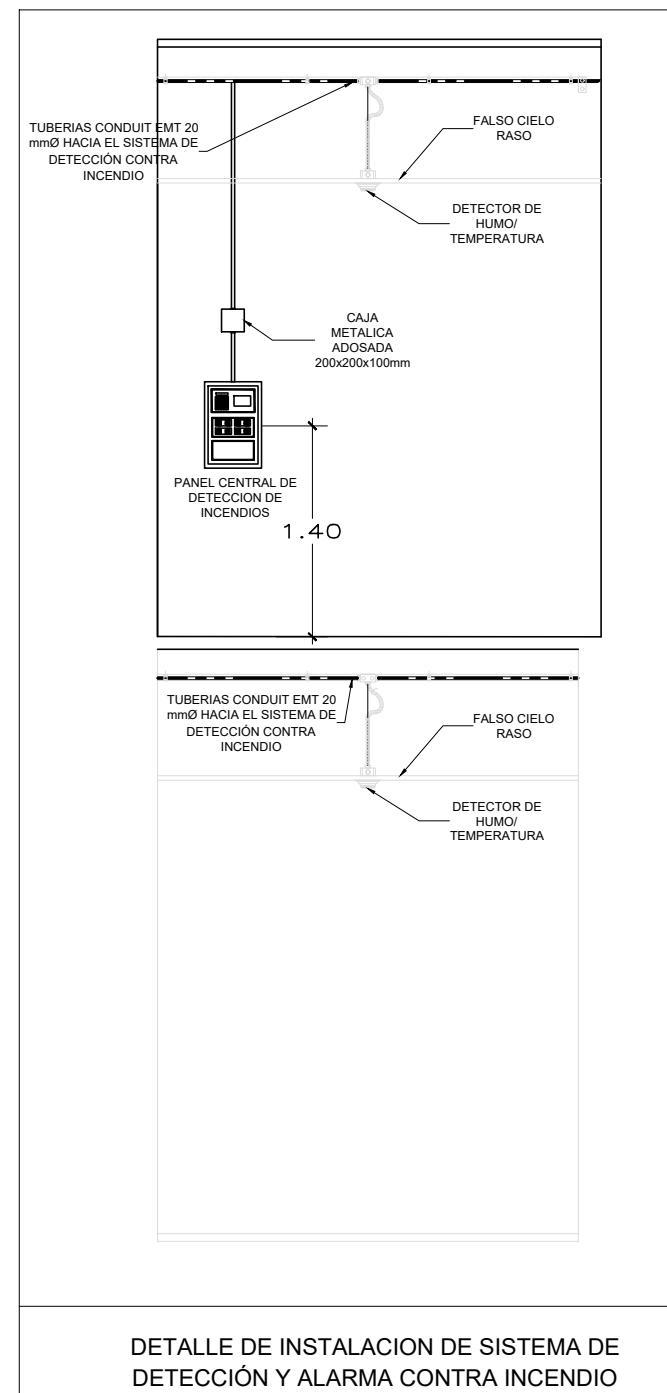 TUBERIAS CONDUIT EMT 20
mmØ HACIA EL SISTEMA DE
DETECCIÓN CONTRA
INCENDIO
FALSO CIELO
RASO
DETECTOR DE
HUMO/
TEMPERATURA
CAJA
METALICA
ADOSADA
200x200x100mm
PANEL CENTRAL DE
DETECCION DE
INCENDIOS
1.40
TUBERIAS CONDUIT EMT 20
mmØ HACIA EL SISTEMA DE
DETECCIÓN CONTRA
INCENDIO
FALSO CIELO
RASO
DETECTOR DE
HUMO/
TEMPERATURA
DETALLE DE INSTALACION DE SISTEMA DE
DETECCIÓN Y ALARMA CONTRA INCENDIO